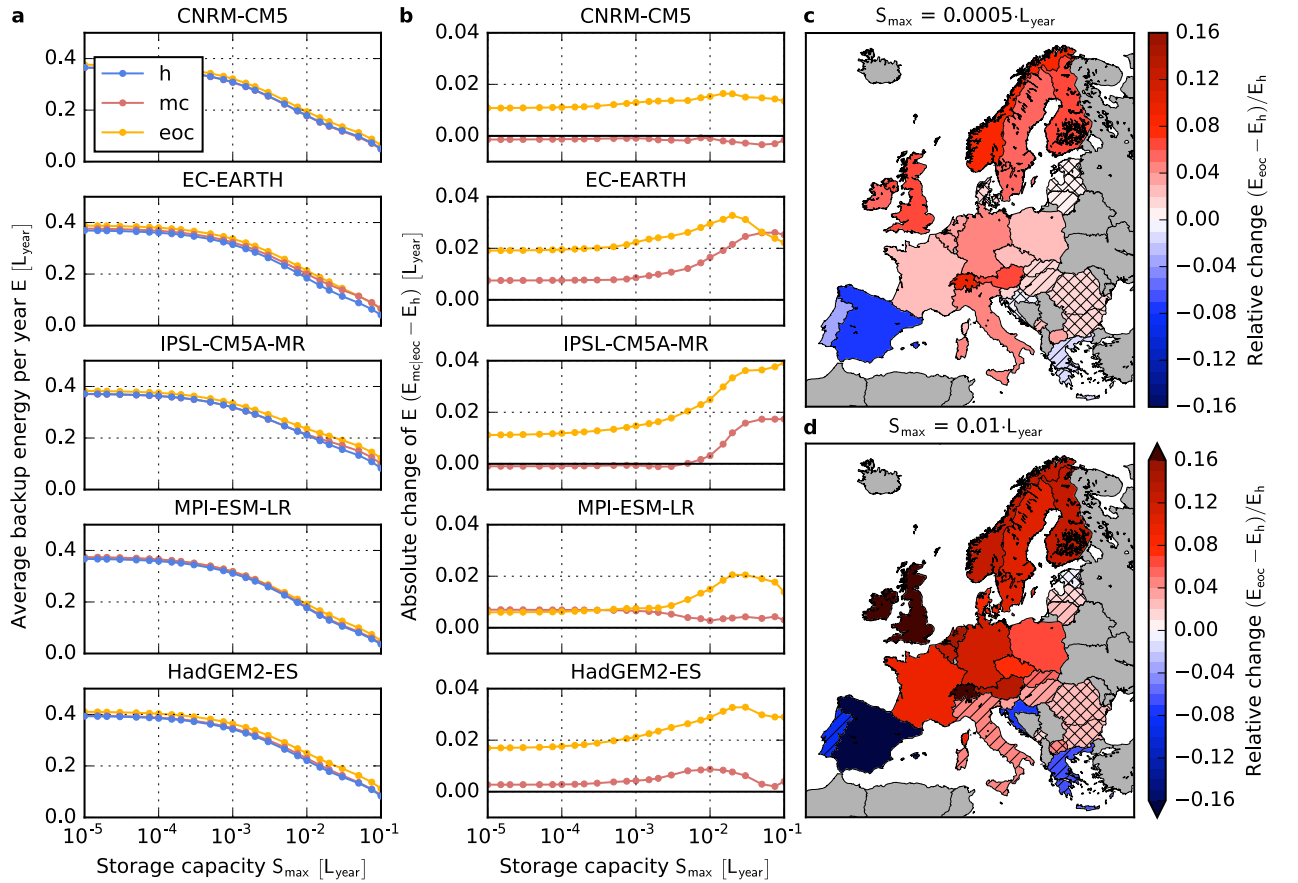 a
CNRM-CM5
0.4
0.2
0.0
h
mc
eoc
EC-EARTH
0.4
0.2
0.0
IPSL-CM5A-MR
0.4
0.2
0.0
MPI-ESM-LR
0.4
0.2
0.0
HadGEM2-ES
0.4
0.2
0.0
10^-5 10^-4 10^-3 10^-2 10^-1
Storage capacity S_max [L_year]
Average backup energy per year E [L_year]
b
CNRM-CM5
0.04
0.02
0.00
EC-EARTH
0.04
0.02
0.00
IPSL-CM5A-MR
0.04
0.02
0.00
MPI-ESM-LR
0.04
0.02
0.00
HadGEM2-ES
0.04
0.02
0.00
10^-5 10^-4 10^-3 10^-2 10^-1
Storage capacity S_max [L_year]
Absolute change of E (E_mc|eoc − E_h) [L_year]
c
S_max = 0.0005·L_year
0.16
0.12
0.08
0.04
0.00
−0.04
−0.08
−0.12
−0.16
Relative change (E_eoc − E_h)/E_h
d
S_max = 0.01·L_year
0.16
0.12
0.08
0.04
0.00
−0.04
−0.08
−0.12
−0.16
Relative change (E_eoc − E_h)/E_h